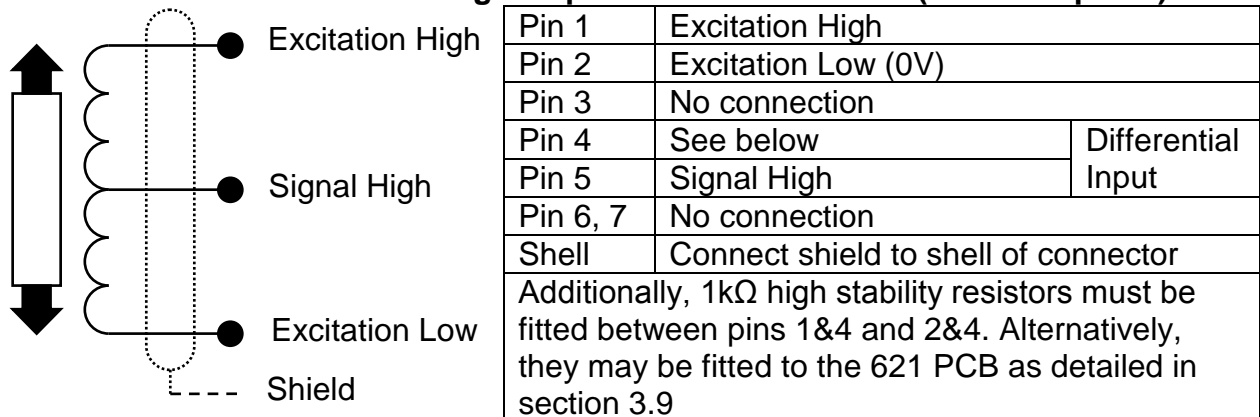 Excitation High
Signal High
Excitation Low
Shield
Pin 1 Excitation High
Pin 2 Excitation Low (0V)
Pin 3 No connection
Pin 4 See below Differential
Pin 5 Signal High Input
Pin 6, 7 No connection
Shell Connect shield to shell of connector
Additionally, 1kΩ high stability resistors must be
fitted between pins 1&4 and 2&4. Alternatively,
they may be fitted to the 621 PCB as detailed in
section 3.9